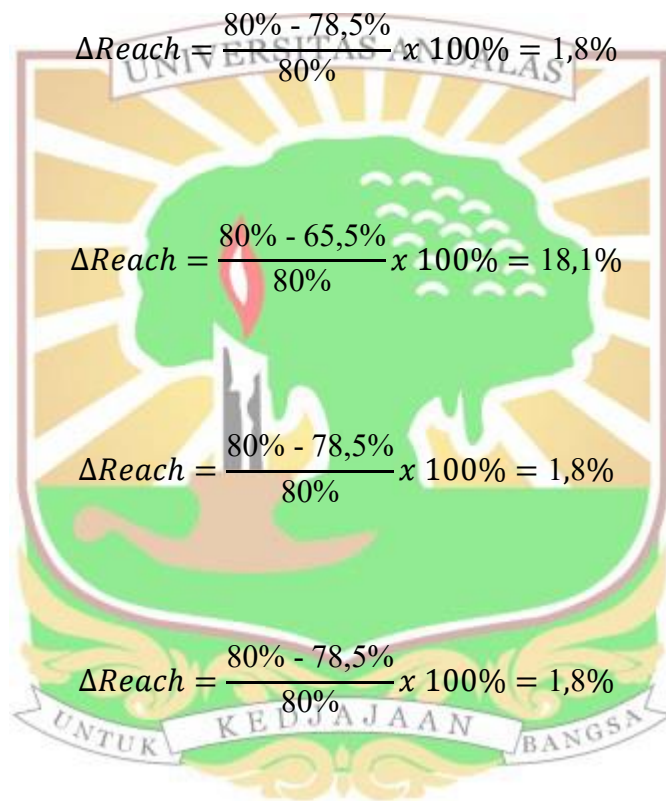 ΔReach = 80% - 78,5% / 80% x 100% = 1,8%
UNIVERSITAS ANDALAS
ΔReach = 80% - 65,5% / 80% x 100% = 18,1%
ΔReach = 80% - 78,5% / 80% x 100% = 1,8%
ΔReach = 80% - 78,5% / 80% x 100% = 1,8%
UNTUK KEDJAJAAN BANGSA